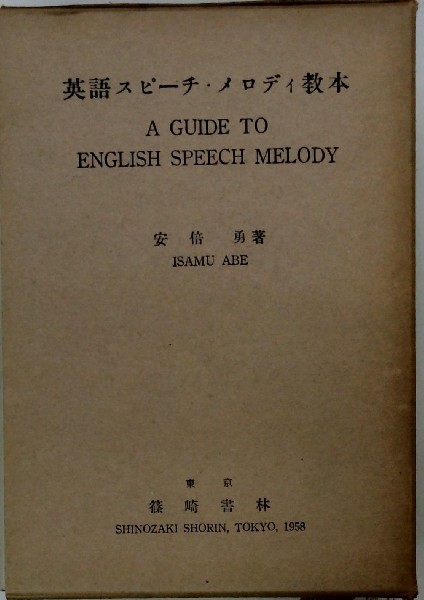 英語スピーチ・メロディ教本
A GUIDE TO
ENGLISH SPEECH MELODY
安倍 勇著
ISAMU ABE
東京
篠崎書林
SHINOZAKI SHORIN, TOKYO, 1958